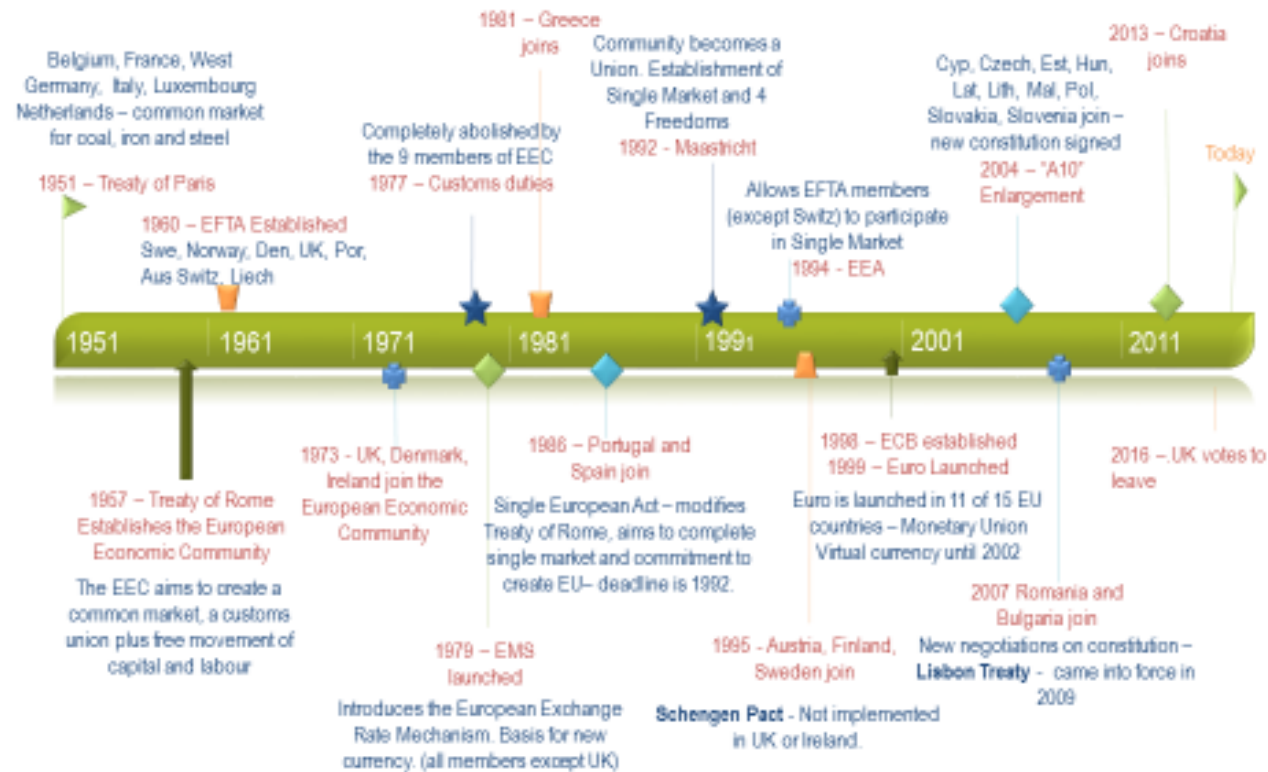 Belgium, France, West
Germany, Italy, Luxembourg
Netherlands – common market
for coal, iron and steel
1951 – Treaty of Paris
1960 – EFTA Established
Swe, Norway, Den, UK, Por,
Aus Switz, Liech
Completely abolished by
the 9 members of EEC
1977 – Customs duties
1981 – Greece
joins
Community becomes a
Union. Establishment of
Single Market and 4
Freedoms
1992 - Maastricht
Allows EFTA members
(except Switz) to participate
in Single Market
1994 - EEA
Cyp, Czech, Est, Hun,
Lat, Lith, Mal, Pol,
Slovakia, Slovenia join –
new constitution signed
2004 – "A10"
Enlargement
2013 – Croatia
joins
Today
1951 1961 1971 1981 1991 2001 2011
1957 – Treaty of Rome
Establishes the European
Economic Community
The EEC aims to create a
common market, a customs
union plus free movement of
capital and labour
1973 - UK, Denmark,
Ireland join the
European Economic
Community
1979 – EMS
launched
Introduces the European Exchange
Rate Mechanism. Basis for new
currency. (all members except UK)
1986 – Portugal and
Spain join
Single European Act – modifies
Treaty of Rome, aims to complete
single market and commitment to
create EU– deadline is 1992.
1995 - Austria, Finland,
Sweden join
Schengen Pact - Not implemented
in UK or Ireland.
1998 – ECB established
1999 – Euro Launched
Euro is launched in 11 of 15 EU
countries – Monetary Union
Virtual currency until 2002
2007 Romania and
Bulgaria join
New negotiations on constitution –
Lisbon Treaty - came into force in
2009
2016 –.UK votes to
leave